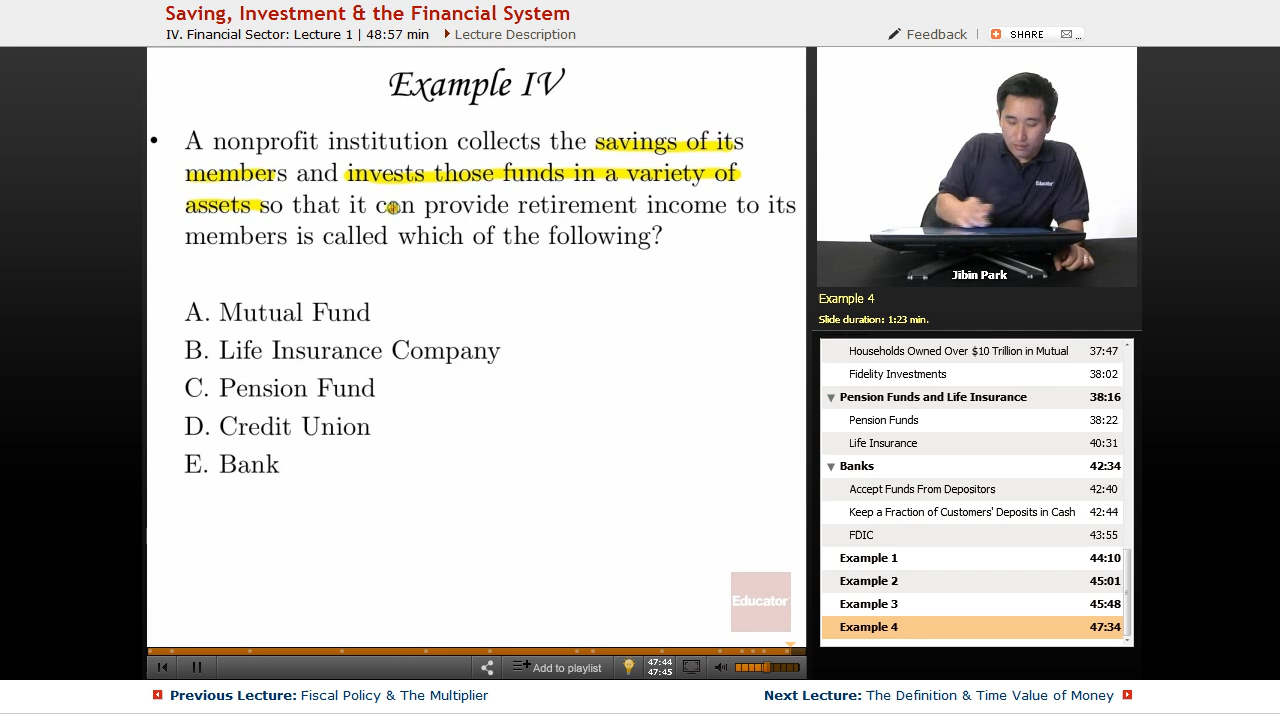 Saving, Investment & the Financial System
IV. Financial Sector: Lecture 1 | 48:57 min
Lecture Description
Feedback | SHARE ...
Example IV
• A nonprofit institution collects the savings of its
members and invests those funds in a variety of
assets so that it can provide retirement income to its
members is called which of the following?
A. Mutual Fund
B. Life Insurance Company
C. Pension Fund
D. Credit Union
E. Bank
Educator
Educator
Jibin Park
Example 4
Slide duration: 1:23 min.
Households Owned Over $10 Trillion in Mutual 37:47
Fidelity Investments 38:02
Pension Funds and Life Insurance 38:16
Pension Funds 38:22
Life Insurance 40:31
Banks 42:34
Accept Funds From Depositors 42:40
Keep a Fraction of Customers' Deposits in Cash 42:44
FDIC 43:55
Example 1 44:10
Example 2 45:01
Example 3 45:48
Example 4 47:34
Add to playlist
47:44
47:45
Previous Lecture: Fiscal Policy & The Multiplier
Next Lecture: The Definition & Time Value of Money